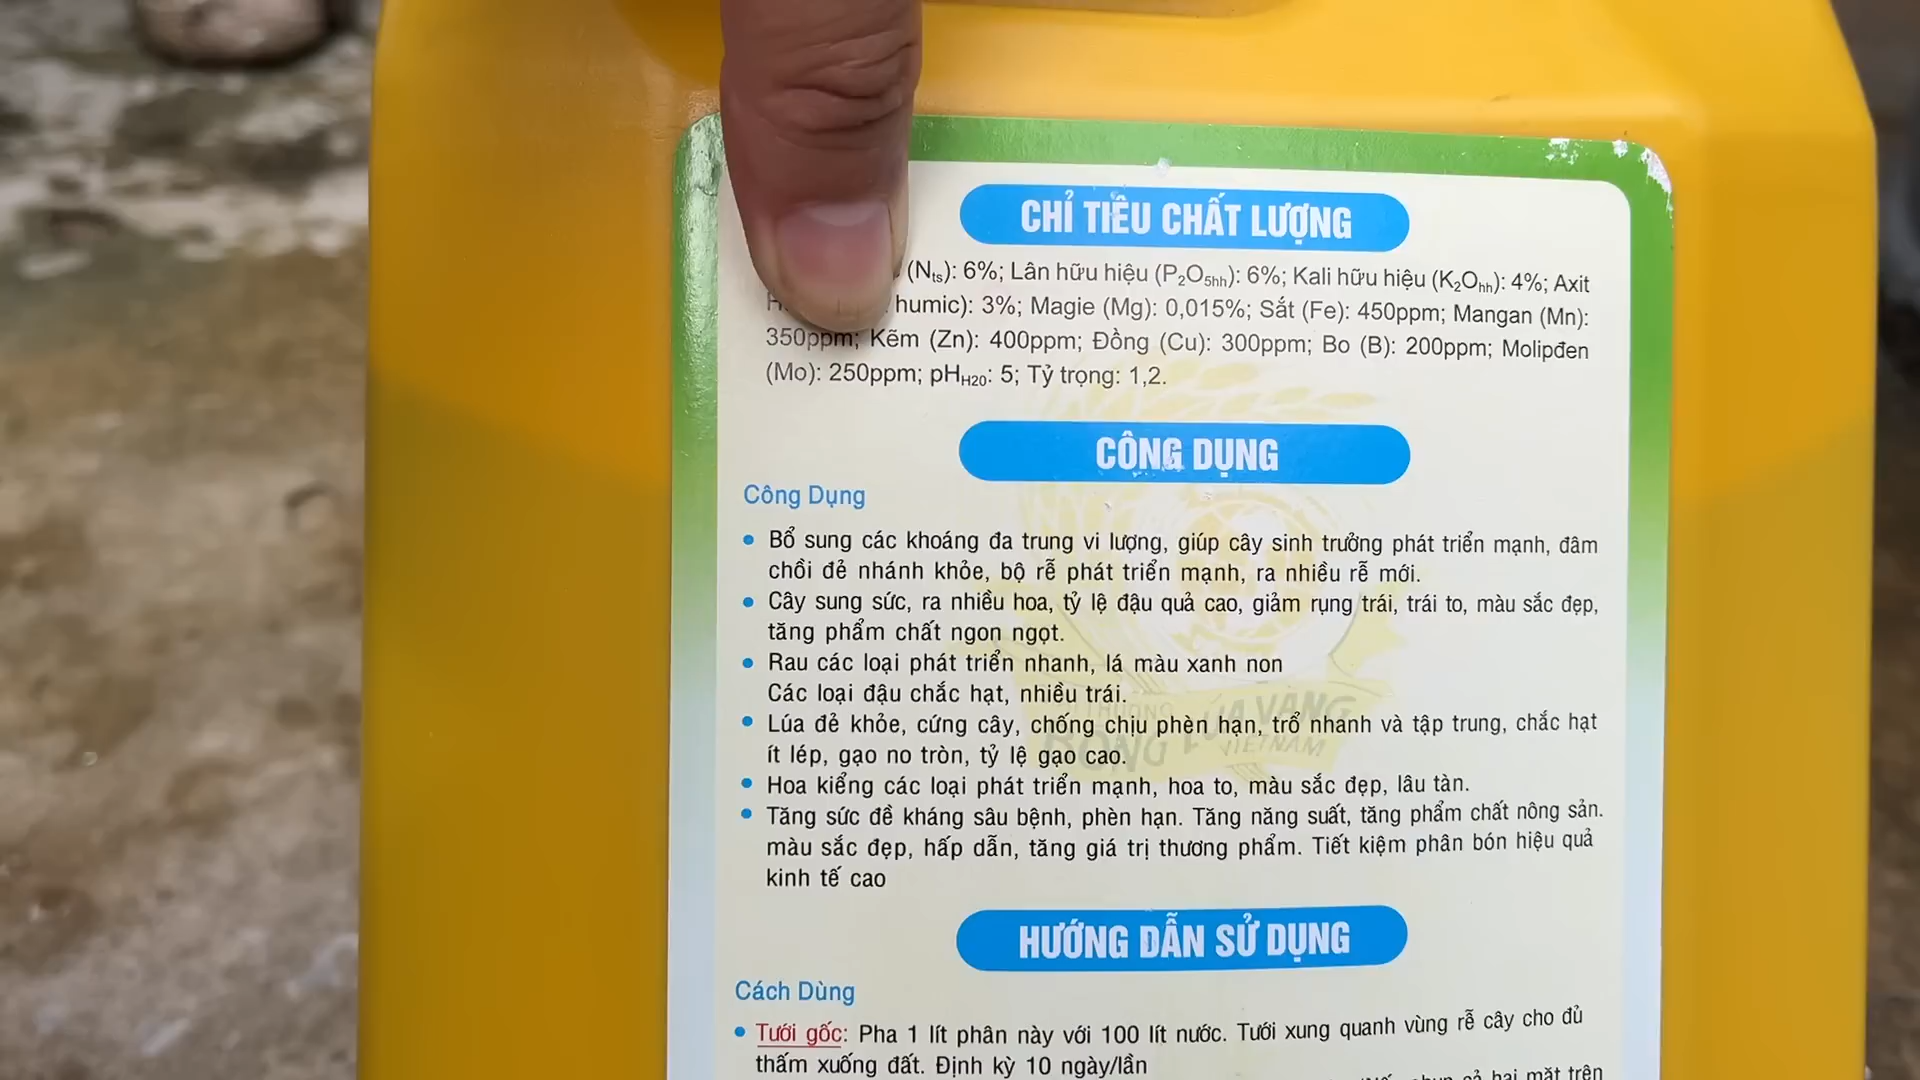 CHỈ TIÊU CHẤT LƯỢNG
(Nts): 6%; Lân hữu hiệu (P₂O₅hh): 6%; Kali hữu hiệu (K₂Ohh): 4%; Axit
humic): 3%; Magie (Mg): 0,015%; Sắt (Fe): 450ppm; Mangan (Mn):
350ppm; Kẽm (Zn): 400ppm; Đồng (Cu): 300ppm; Bo (B): 200ppm; Molipđen
(Mo): 250ppm; pHH20: 5; Tỷ trọng: 1,2.
CÔNG DỤNG
Công Dụng
• Bổ sung các khoáng đa trung vi lượng, giúp cây sinh trưởng phát triển mạnh, đâm
chồi đẻ nhánh khỏe, bộ rễ phát triển mạnh, ra nhiều rễ mới.
• Cây sung sức, ra nhiều hoa, tỷ lệ đậu quả cao, giảm rụng trái, trái to, màu sắc đẹp,
tăng phẩm chất ngon ngọt.
• Rau các loại phát triển nhanh, lá màu xanh non
Các loại đậu chắc hạt, nhiều trái.
• Lúa đẻ khỏe, cứng cây, chống chịu phèn hạn, trổ nhanh và tập trung, chắc hạt
ít lép, gạo no tròn, tỷ lệ gạo cao.
• Hoa kiểng các loại phát triển mạnh, hoa to, màu sắc đẹp, lâu tàn.
• Tăng sức đề kháng sâu bệnh, phèn hạn. Tăng năng suất, tăng phẩm chất nông sản.
màu sắc đẹp, hấp dẫn, tăng giá trị thương phẩm. Tiết kiệm phân bón hiệu quả
kinh tế cao
BÔNG LÚA VÀNG
VIETNAM
HƯỚNG DẪN SỬ DỤNG
Cách Dùng
• Tưới gốc: Pha 1 lít phân này với 100 lít nước. Tưới xung quanh vùng rễ cây cho đủ
thấm xuống đất. Định kỳ 10 ngày/lần
cả hai mặt trên